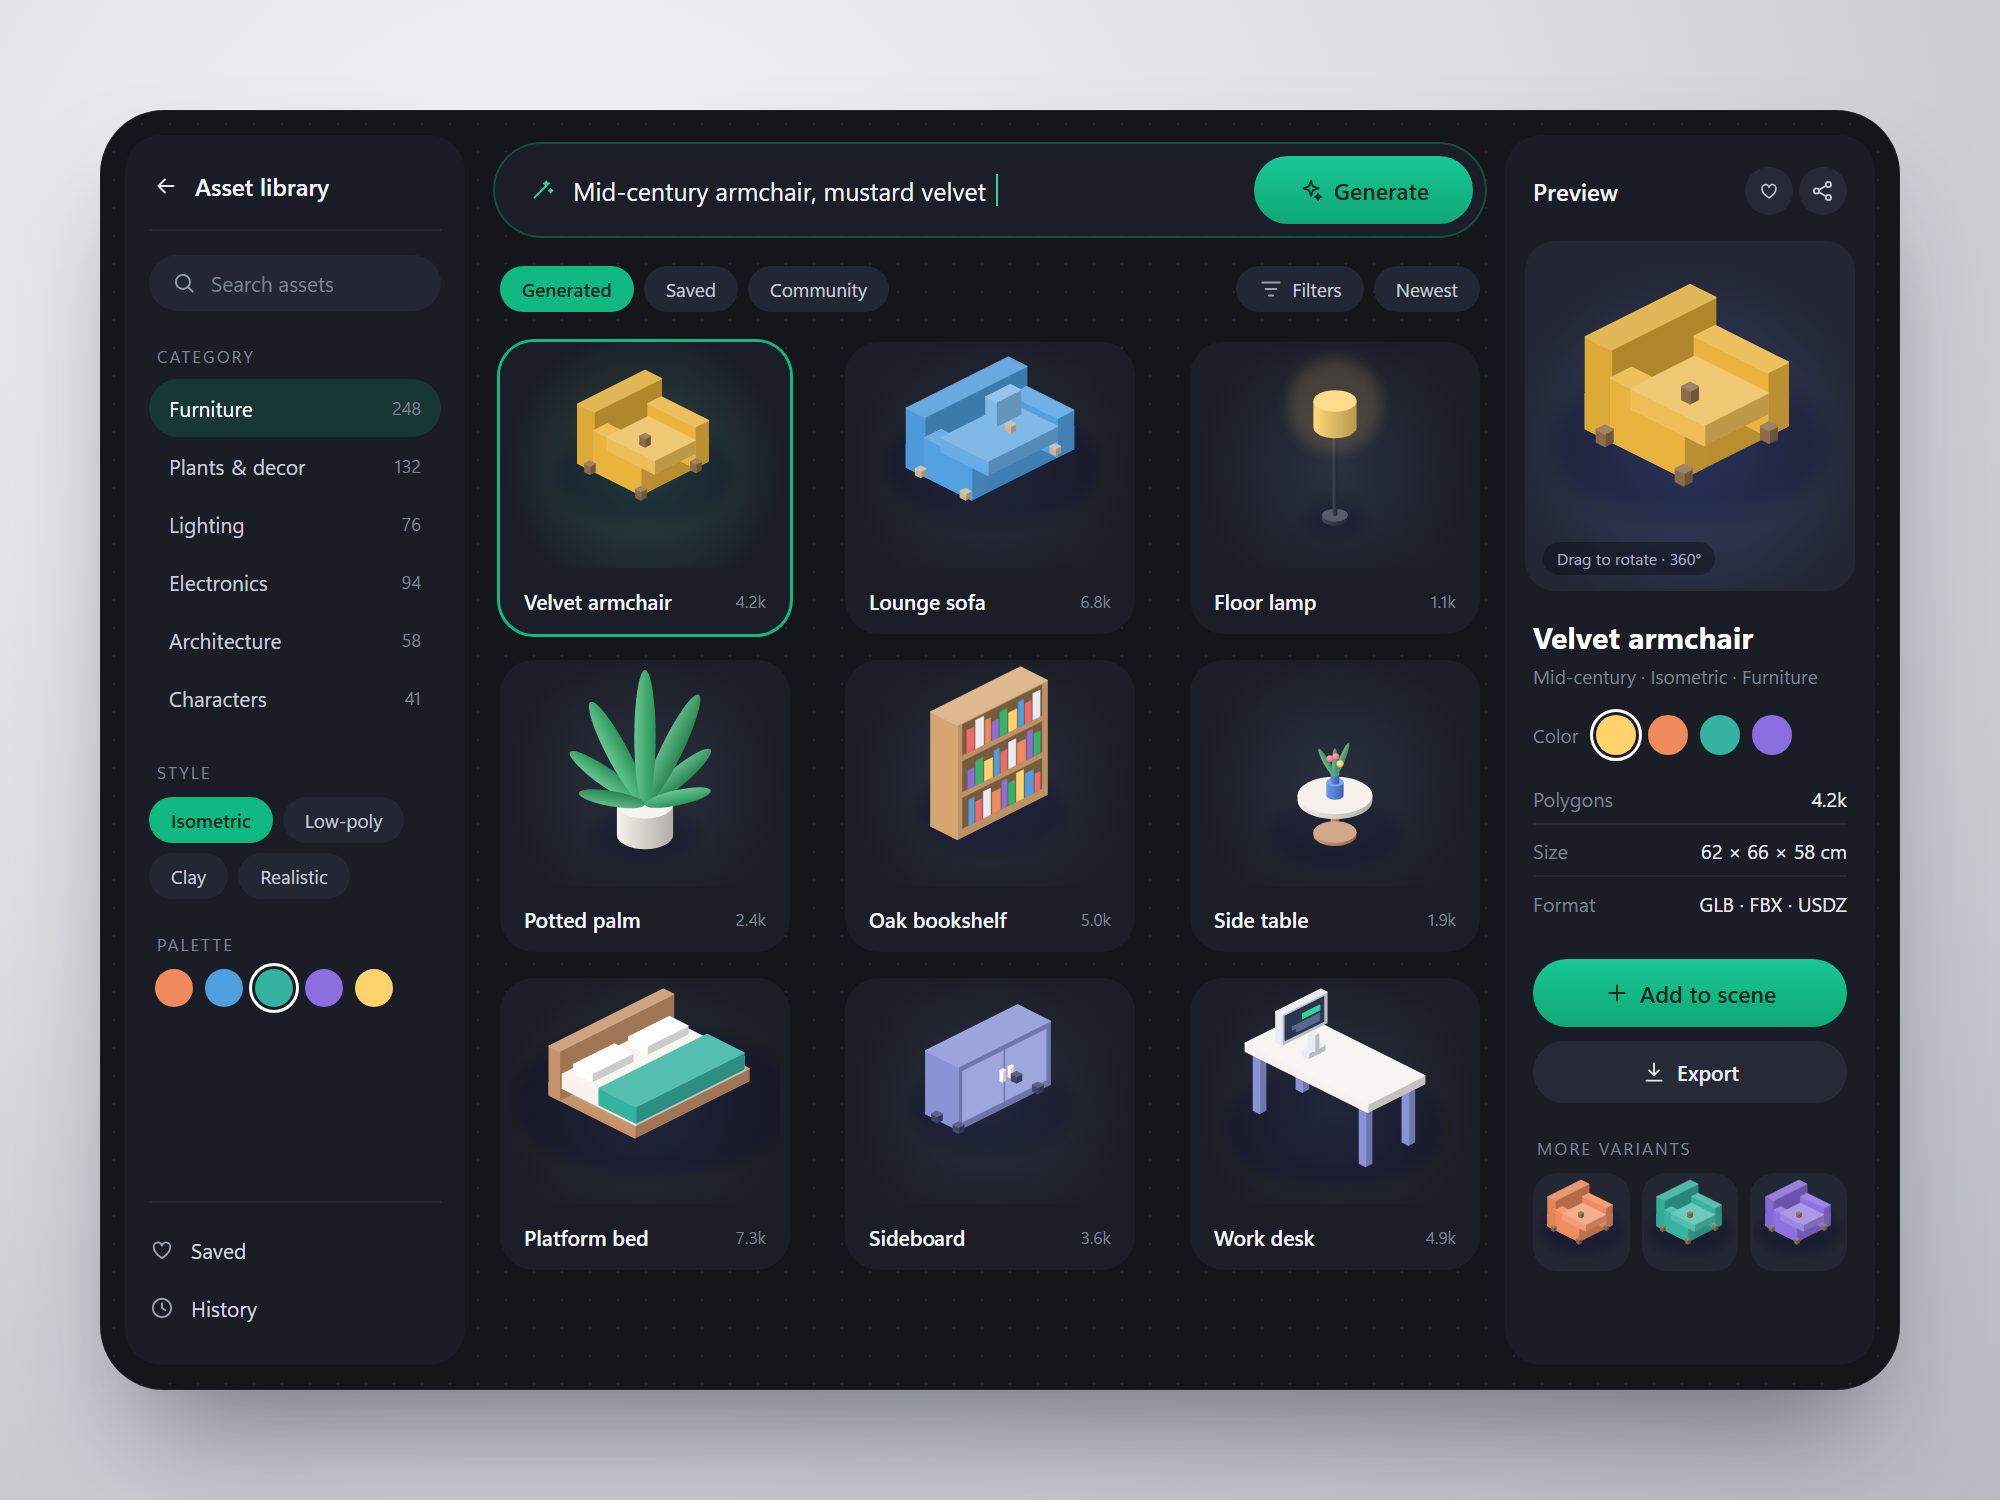 Asset library
Search assets
CATEGORY
Furniture 248
Plants & decor 132
Lighting 76
Electronics 94
Architecture 58
Characters 41
STYLE
Isometric Low-poly
Clay Realistic
PALETTE
Saved
History
Mid-century armchair, mustard velvet
Generate
Generated Saved Community Filters Newest
Velvet armchair 4.2k
Lounge sofa 6.8k
Floor lamp 1.1k
Potted palm 2.4k
Oak bookshelf 5.0k
Side table 1.9k
Platform bed 7.3k
Sideboard 3.6k
Work desk 4.9k
Preview
Drag to rotate · 360°
Velvet armchair
Mid-century · Isometric · Furniture
Color
Polygons 4.2k
Size 62 × 66 × 58 cm
Format GLB · FBX · USDZ
Add to scene
Export
MORE VARIANTS